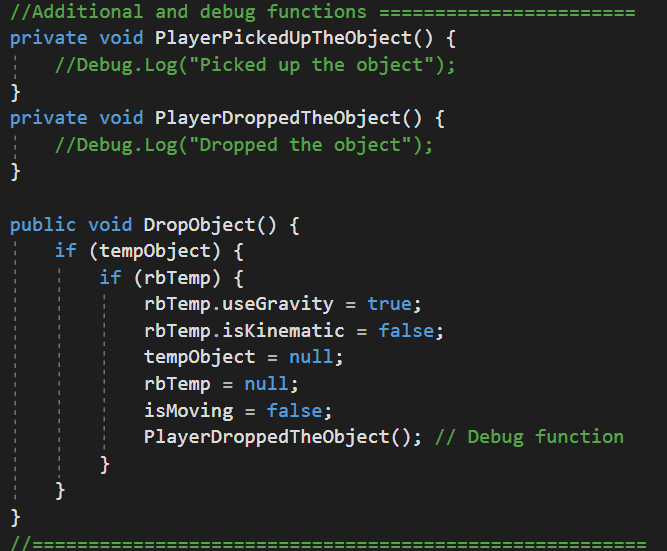 //Additional and debug functions =======================
private void PlayerPickedUpTheObject() {
    //Debug.Log("Picked up the object");
}
private void PlayerDroppedTheObject() {
    //Debug.Log("Dropped the object");
}

public void DropObject() {
    if (tempObject) {
        if (rbTemp) {
            rbTemp.useGravity = true;
            rbTemp.isKinematic = false;
            tempObject = null;
            rbTemp = null;
            isMoving = false;
            PlayerDroppedTheObject(); // Debug function
        }
    }
}
//=======================================================